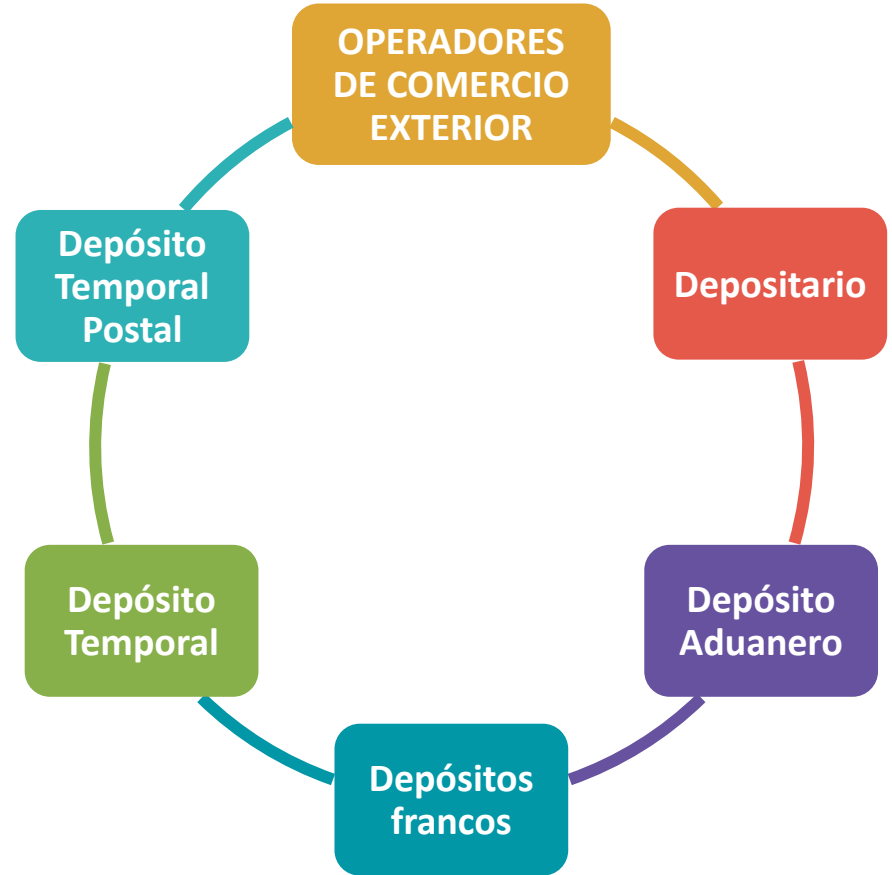 OPERADORES
DE COMERCIO
EXTERIOR
Depositario
Depósito
Aduanero
Depósitos
francos
Depósito
Temporal
Depósito
Temporal
Postal